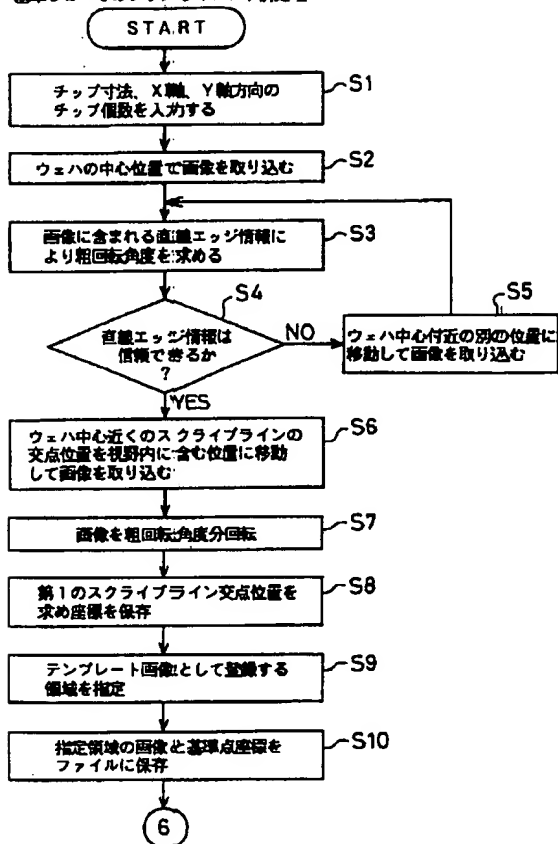 START
チップ寸法、X軸、Y軸方向の
チップ個数を入力する
S1
ウェハの中心位置で画像を取り込む
S2
画像に含まれる直線エッジ情報に
より粗回転角度を求める
S3
S4
直線エッジ情報は
信頼できるか
?
NO
YES
S5
ウェハ中心付近の別の位置に
移動して画像を取り込む
ウェハ中心近くのスクライブラインの
交点位置を視野内に含む位置に移動
して画像を取り込む
S6
画像を粗回転角度分回転
S7
第1のスクライブライン交点位置を
求め座標を保存
S8
テンプレート画像として登録する
領域を指定
S9
指定領域の画像と基準点座標を
ファイルに保存
S10
6